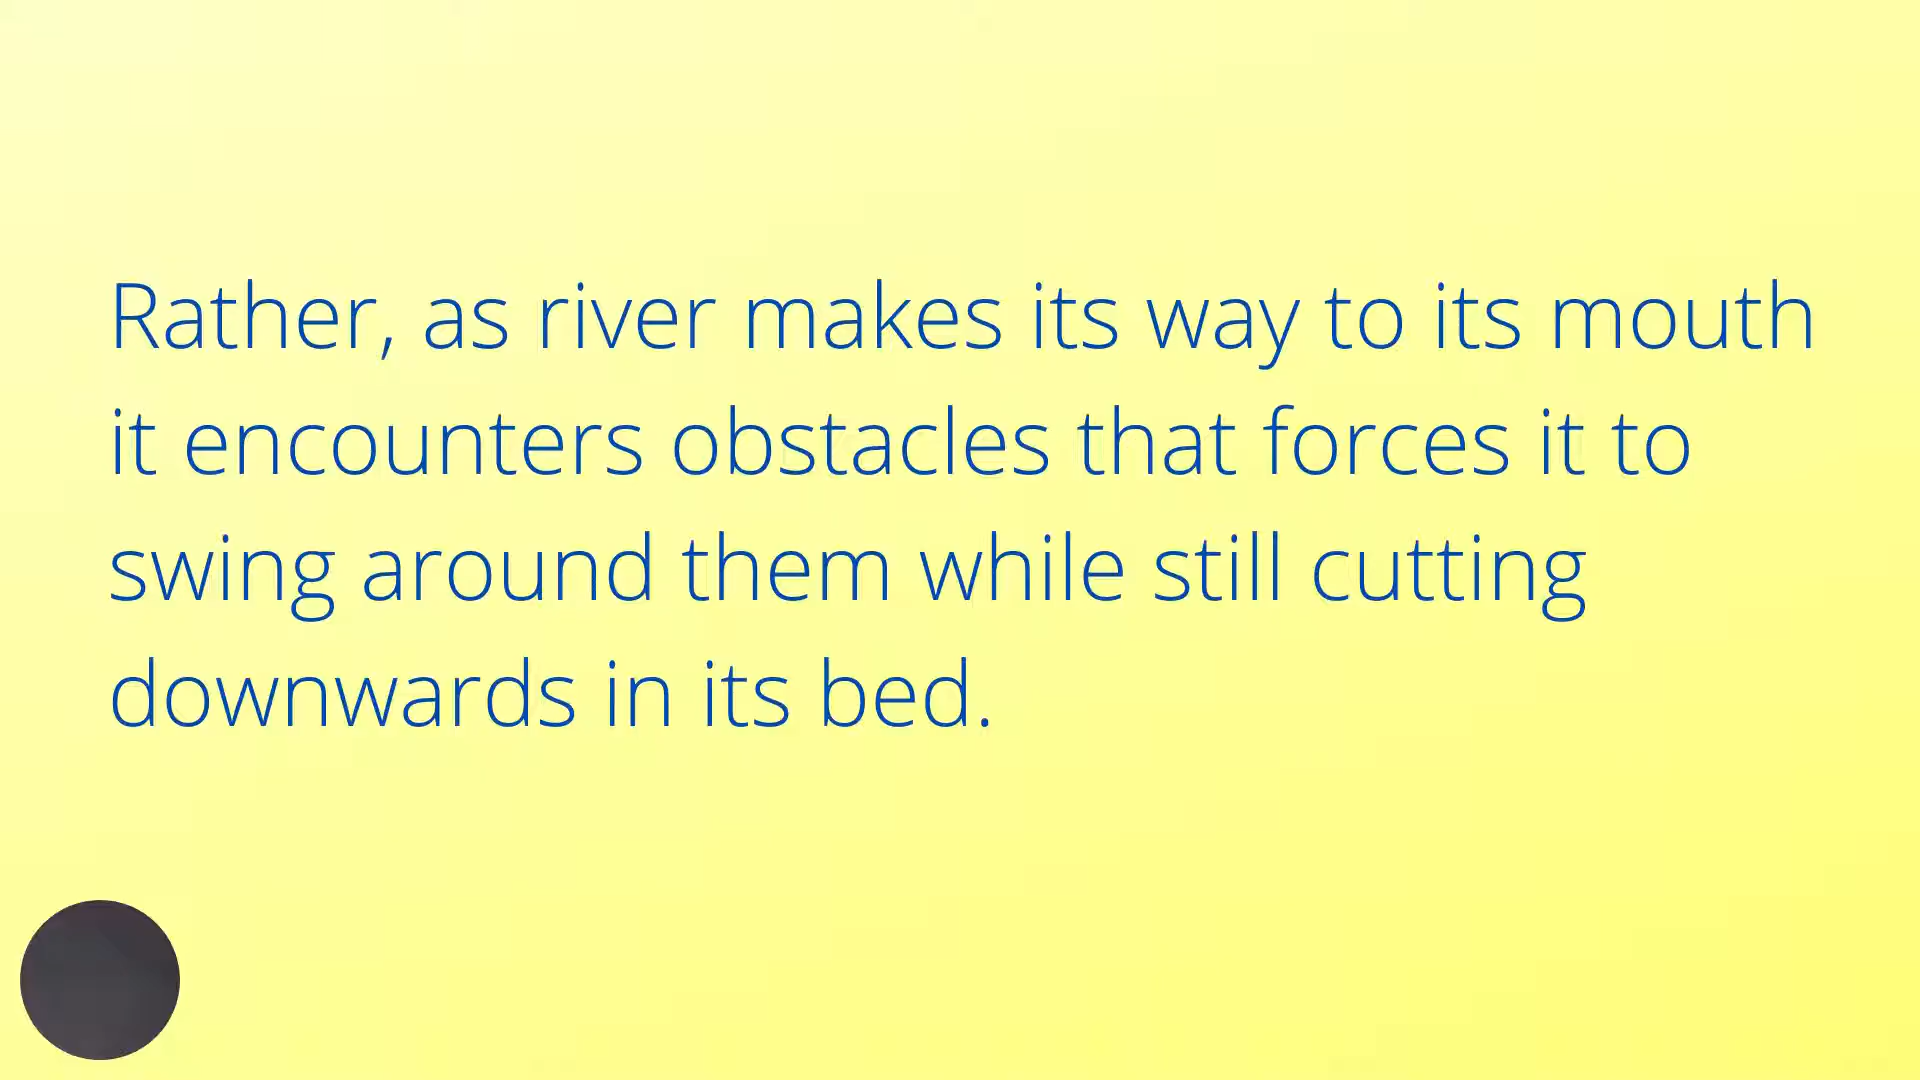 Rather, as river makes its way to its mouth
it encounters obstacles that forces it to
swing around them while still cutting
downwards in its bed.